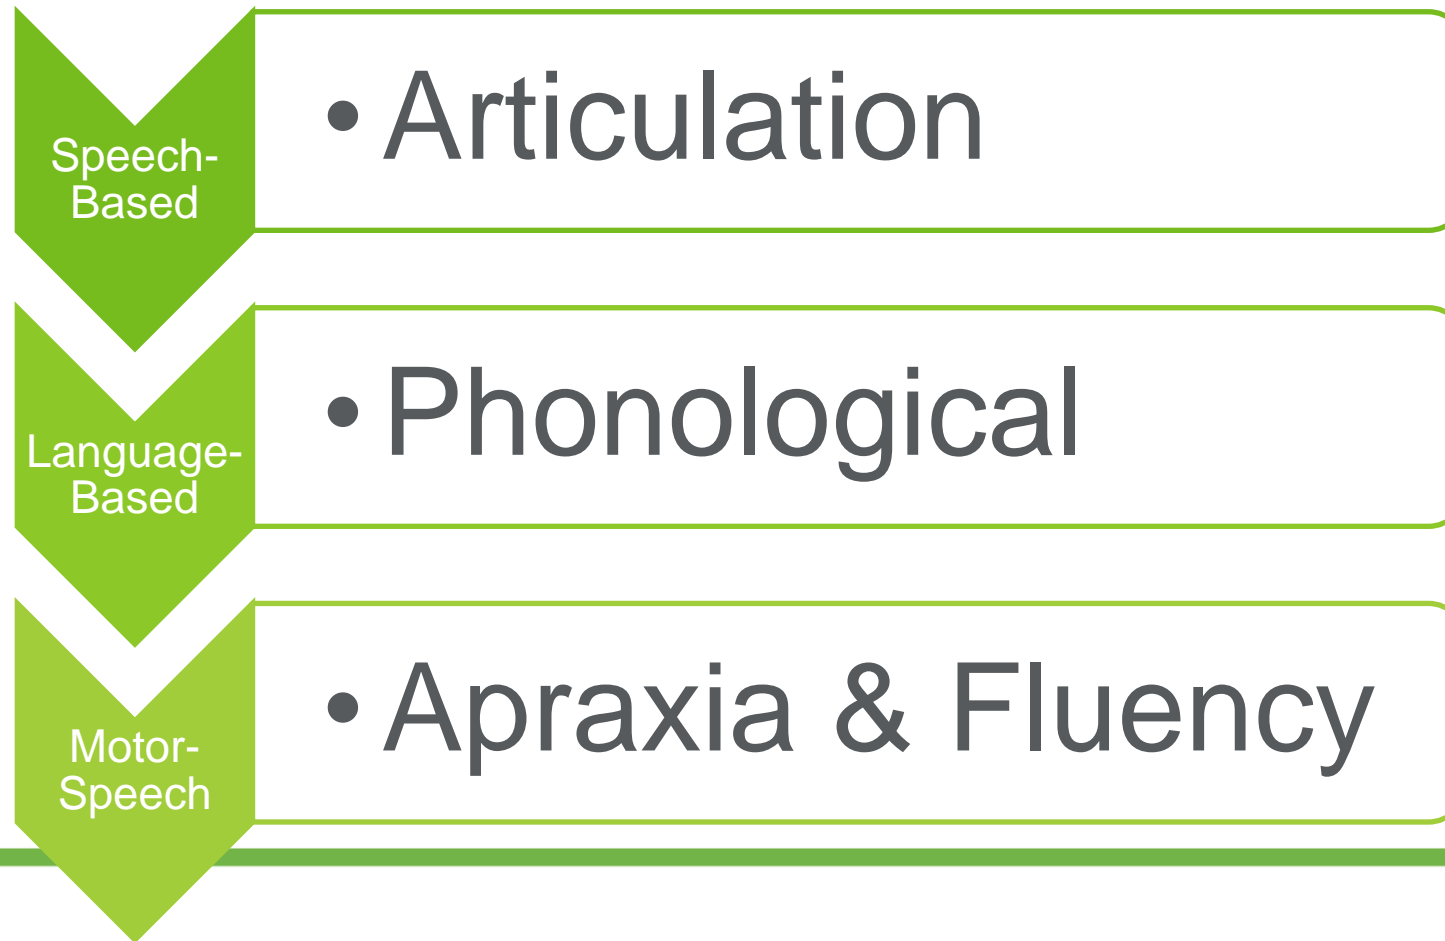 Speech-
Based
• Articulation
Language-
Based
• Phonological
Motor-
Speech
• Apraxia & Fluency